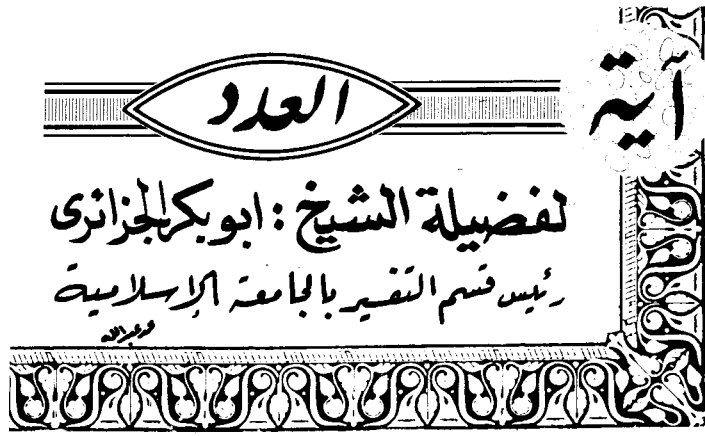 آية
العدد
لفضيلة الشيخ : ابو بكر الجزائرى
رئيس قسم التفسير بالجامعة الإسلامية